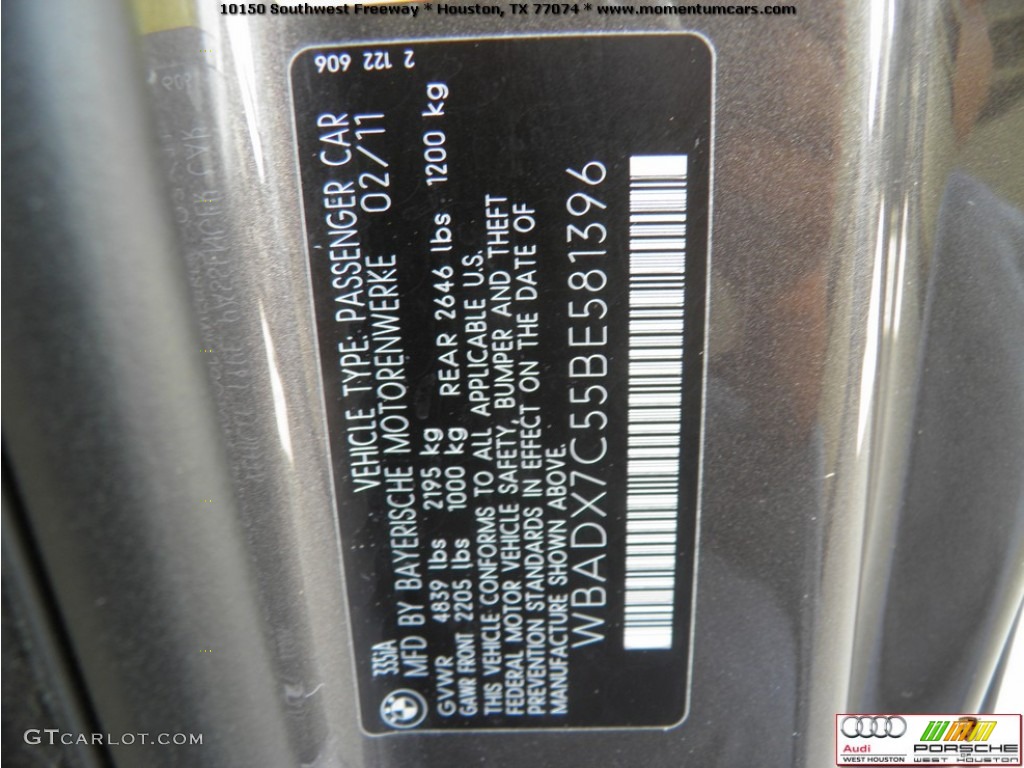 10150 Southwest Freeway * Houston, TX 77074 * www.momentumcars.com
2 122 606
VEHICLE TYPE: PASSENGER CAR
335IA
MFD BY BAYERISCHE MOTORENWERKE 02/11
GVWR 4839 lbs 2195 kg
GAWR FRONT 2205 lbs 1000 kg REAR 2646 lbs 1200 kg
THIS VEHICLE CONFORMS TO ALL APPLICABLE U.S.
FEDERAL MOTOR VEHICLE SAFETY, BUMPER AND THEFT
PREVENTION STANDARDS IN EFFECT ON THE DATE OF
MANUFACTURE SHOWN ABOVE.
WBADX7C55BE581396
GTCARLOT.COM
Audi
WEST HOUSTON
PORSCHE
OF
WEST HOUSTON